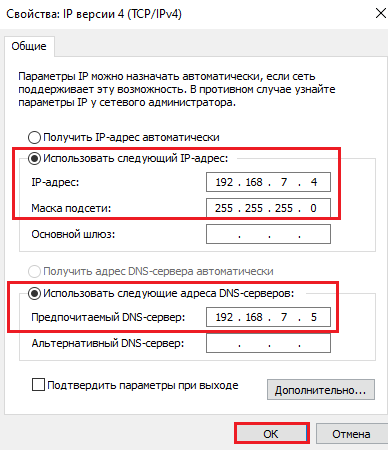 Свойства: IP версии 4 (TCP/IPv4)
Общие
Параметры IP можно назначать автоматически, если сеть
поддерживает эту возможность. В противном случае узнайте
параметры IP у сетевого администратора.
Получить IP-адрес автоматически
Использовать следующий IP-адрес:
IP-адрес: 192 . 168 . 7 . 4
Маска подсети: 255 . 255 . 255 . 0
Основной шлюз: . . .
Получить адрес DNS-сервера автоматически
Использовать следующие адреса DNS-серверов:
Предпочитаемый DNS-сервер: 192 . 168 . 7 . 5
Альтернативный DNS-сервер: . . .
Подтвердить параметры при выходе
Дополнительно...
ОК Отмена